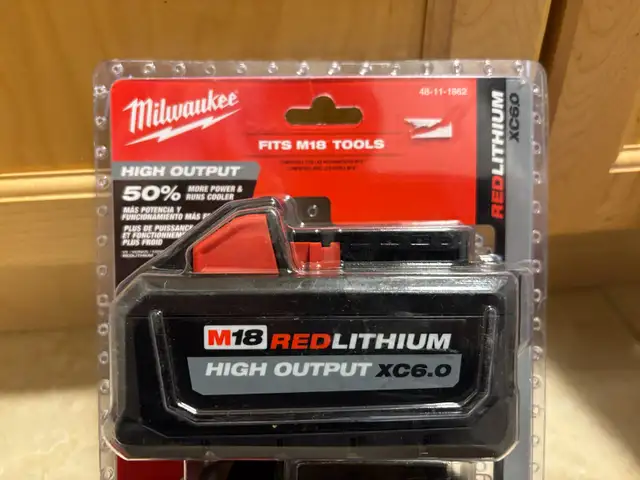 Milwaukee
48-11-1862
FITS M18 TOOLS
HIGH OUTPUT
50% MORE POWER &
RUNS COOLER
MÁS POTENCIA Y
FUNCIONAMIENTO MÁS
PLUS DE PUISSANCE
ET FONCTIONNEM
PLUS FROID
REDLITHIUM XC6.0
M18 REDLITHIUM
HIGH OUTPUT XC6.0